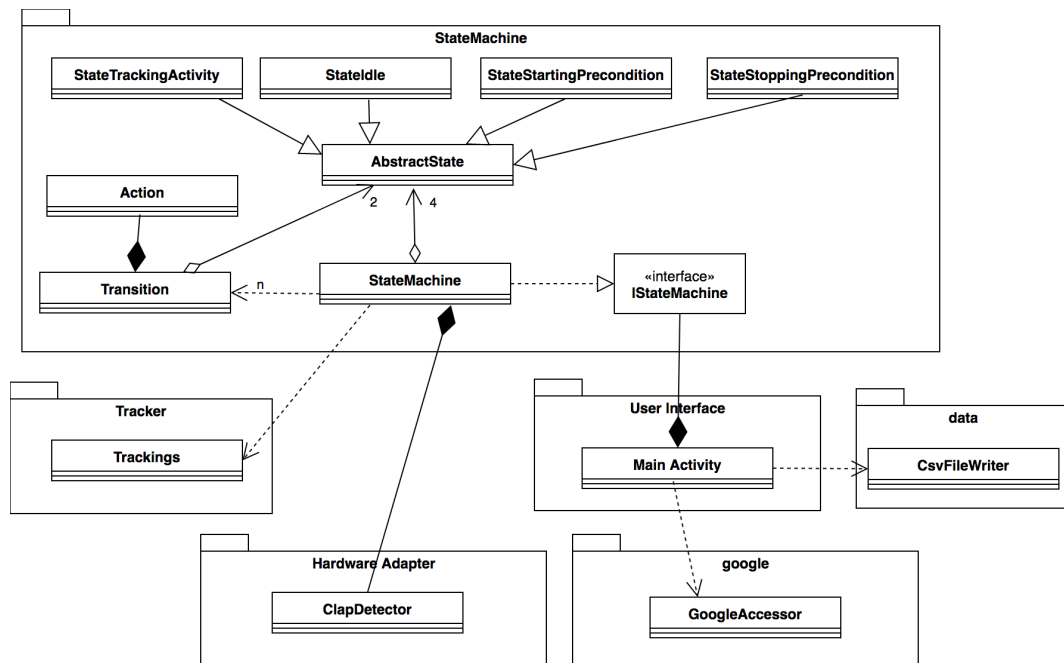 StateMachine
StateTrackingActivity
StateIdle
StateStartingPrecondition
StateStoppingPrecondition
AbstractState
Action
2
4
Transition
n
StateMachine
«interface»
IStateMachine
Tracker
Trackings
User Interface
Main Activity
data
CsvFileWriter
Hardware Adapter
ClapDetector
google
GoogleAccessor